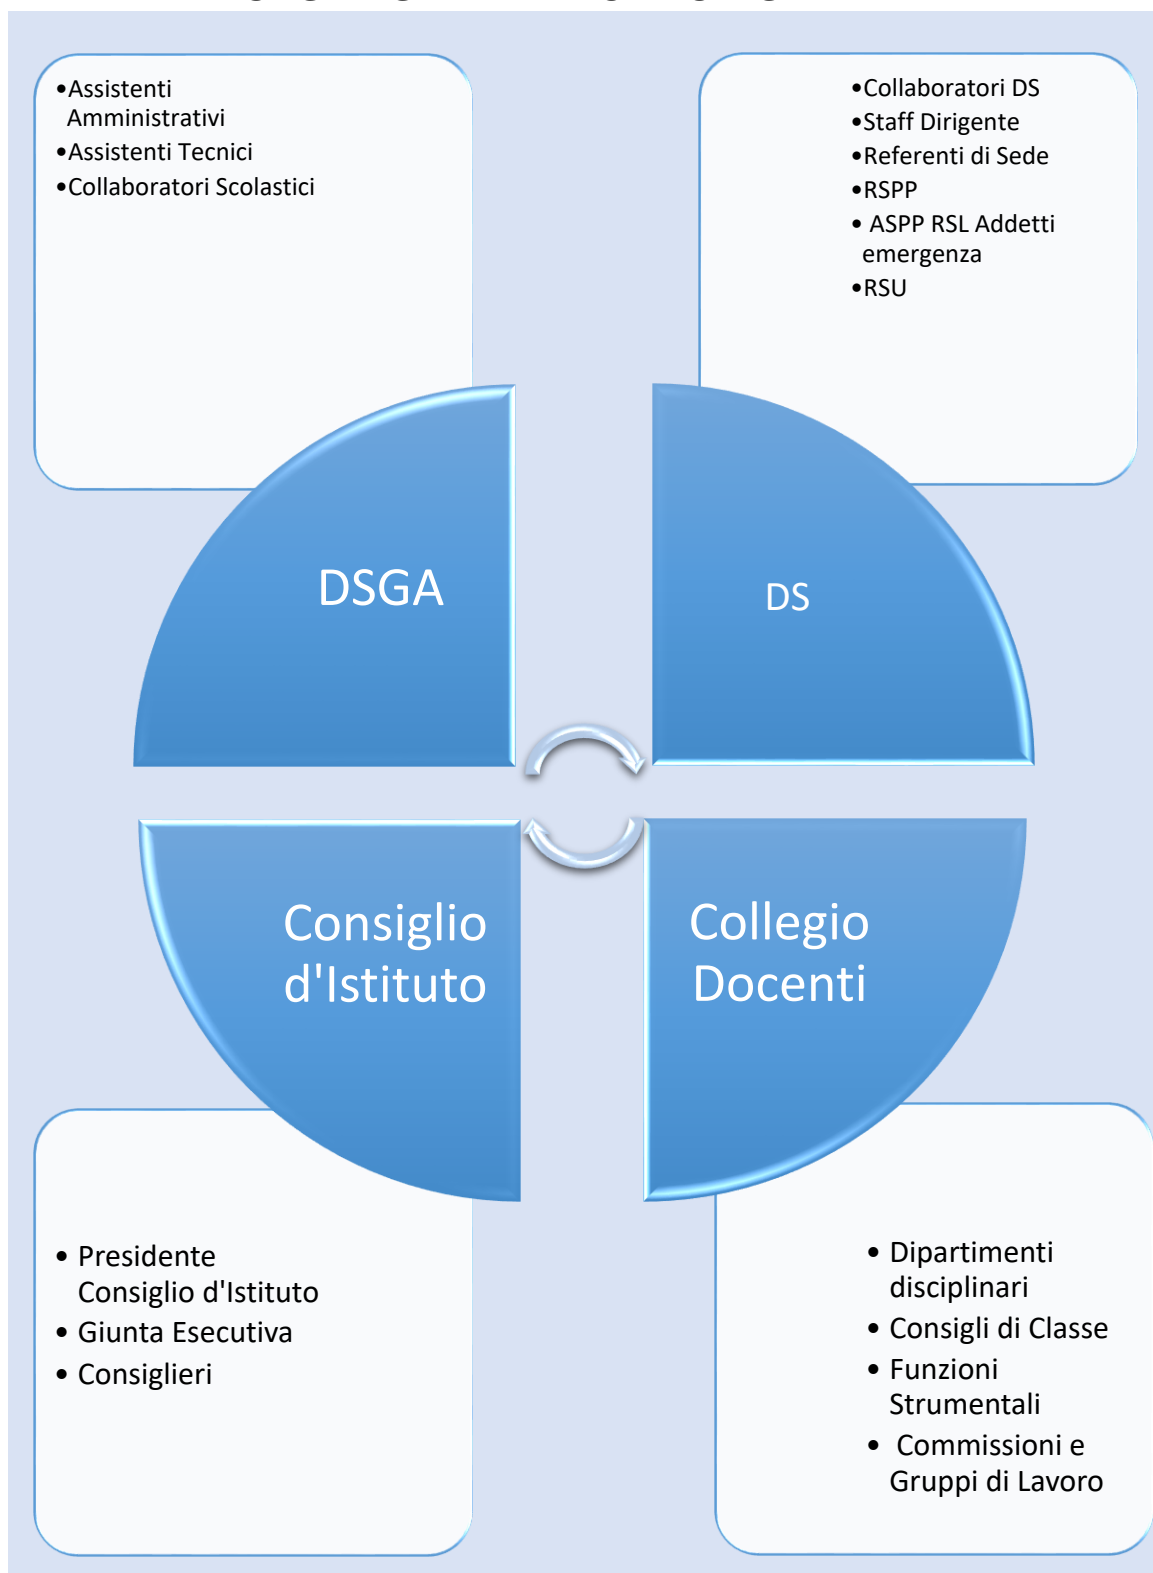 •Assistenti
Amministrativi
•Assistenti Tecnici
•Collaboratori Scolastici
•Collaboratori DS
•Staff Dirigente
•Referenti di Sede
•RSPP
• ASPP RSL Addetti
emergenza
•RSU
DSGA
DS
Consiglio
d'Istituto
Collegio
Docenti
• Presidente
Consiglio d'Istituto
• Giunta Esecutiva
• Consiglieri
• Dipartimenti
disciplinari
• Consigli di Classe
• Funzioni
Strumentali
• Commissioni e
Gruppi di Lavoro